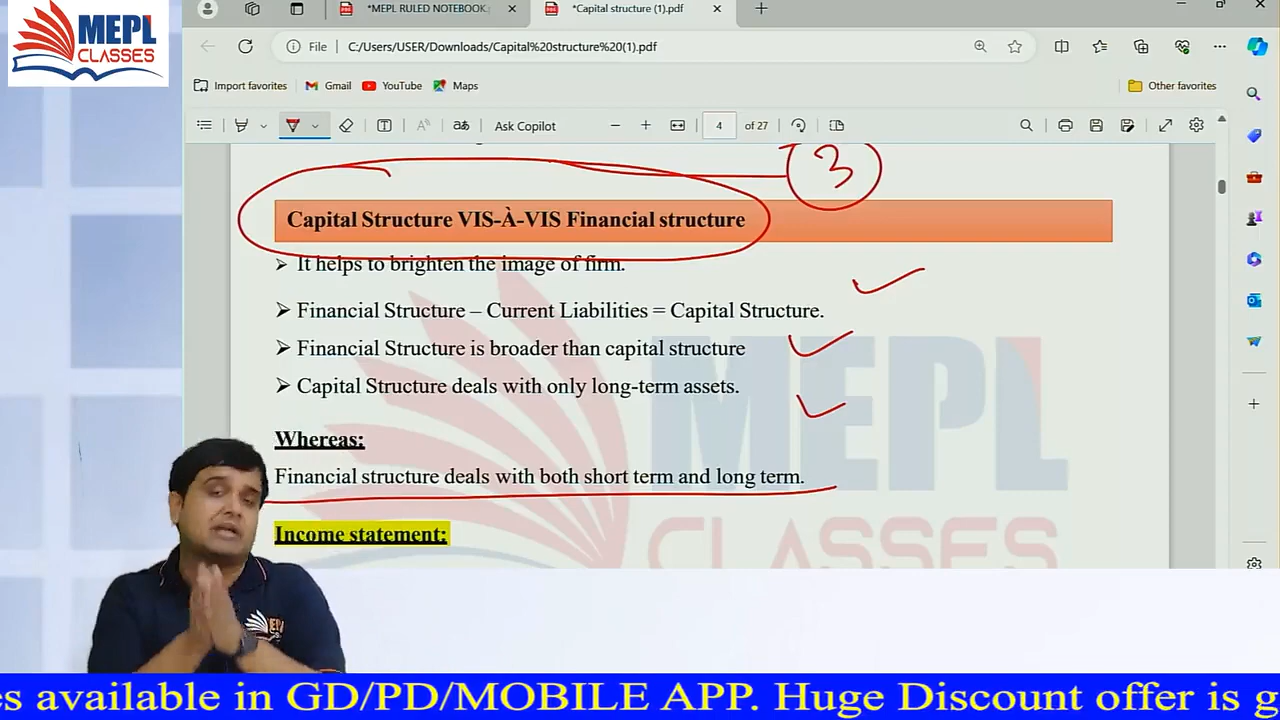 MEPL
CLASSES
*MEPL RULED NOTEBOOK
*Capital structure (1).pdf
File
C:/Users/USER/Downloads/Capital%20structure%20(1).pdf
Import favorites
Gmail
YouTube
Maps
Other favorites
Ask Copilot
4
of 27
3
Capital Structure VIS-À-VIS Financial structure
It helps to brighten the image of firm.
Financial Structure – Current Liabilities = Capital Structure.
Financial Structure is broader than capital structure
Capital Structure deals with only long-term assets.
Whereas:
Financial structure deals with both short term and long term.
Income statement:
MEPL
CLASSES
es available in GD/PD/MOBILE APP. Huge Discount offer is g